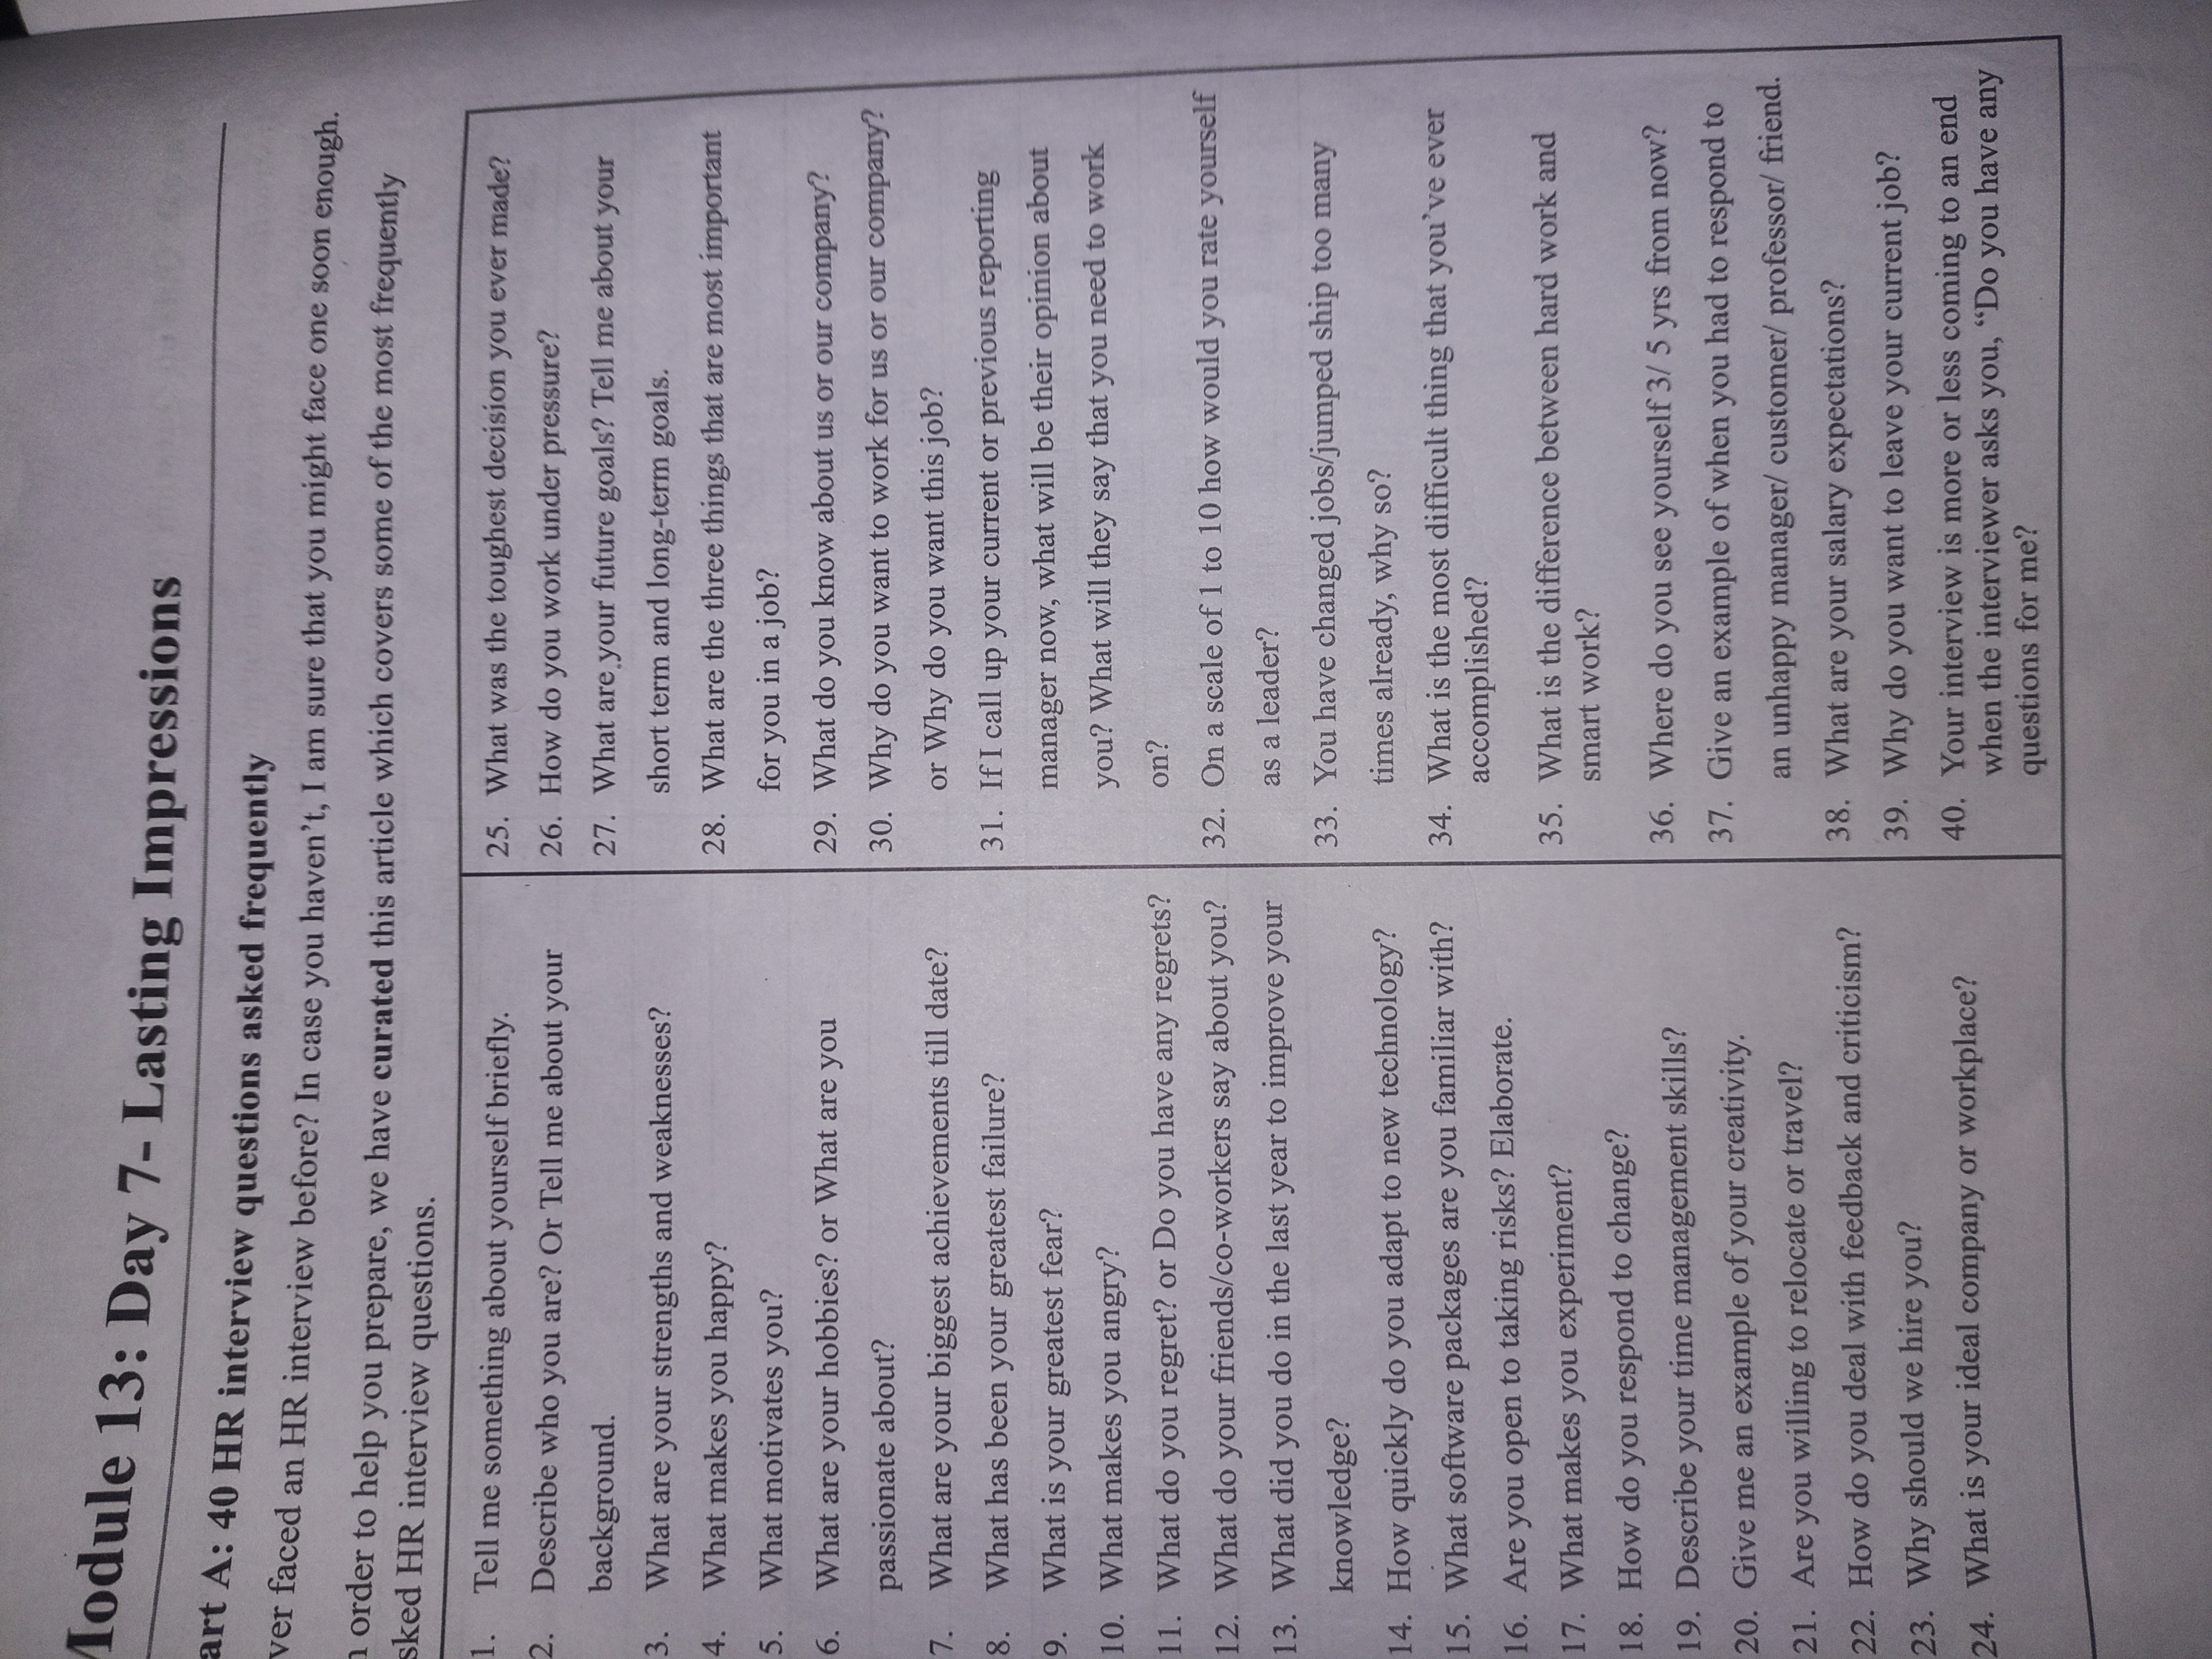 Module 13: Day 7- Lasting Impressions
art A: 40 HR interview questions asked frequently
ver faced an HR interview before? In case you haven't, I am sure that you might face one soon enough.
n order to help you prepare, we have curated this article which covers some of the most frequently
sked HR interview questions.
1. Tell me something about yourself briefly.
2. Describe who you are? Or Tell me about your
background.
3. What are your strengths and weaknesses?
4. What makes you happy?
5. What motivates you?
6. What are your hobbies? or What are you
passionate about?
7. What are your biggest achievements till date?
8. What has been your greatest failure?
9. What is your greatest fear?
10. What makes you angry?
11. What do you regret? or Do you have any regrets?
12. What do your friends/co-workers say about you?
13. What did you do in the last year to improve your
knowledge?
14. How quickly do you adapt to new technology?
15. What software packages are you familiar with?
16. Are you open to taking risks? Elaborate.
17. What makes you experiment?
18. How do you respond to change?
19. Describe your time management skills?
20. Give me an example of your creativity.
21. Are you willing to relocate or travel?
22. How do you deal with feedback and criticism?
23. Why should we hire you?
24. What is your ideal company or workplace?
25. What was the toughest decision you ever made?
26. How do you work under pressure?
27. What are your future goals? Tell me about your
short term and long-term goals.
28. What are the three things that are most important
for you in a job?
29. What do you know about us or our company?
30. Why do you want to work for us or our company?
or Why do you want this job?
31. If I call up your current or previous reporting
manager now, what will be their opinion about
you? What will they say that you need to work
on?
32. On a scale of 1 to 10 how would you rate yourself
as a leader?
33. You have changed jobs/jumped ship too many
times already, why so?
34. What is the most difficult thing that you've ever
accomplished?
35. What is the difference between hard work and
smart work?
36. Where do you see yourself 3/ 5 yrs from now?
37. Give an example of when you had to respond to
an unhappy manager/ customer/ professor/ friend.
38. What are your salary expectations?
39. Why do you want to leave your current job?
40. Your interview is more or less coming to an end
when the interviewer asks you, "Do you have any
questions for me?